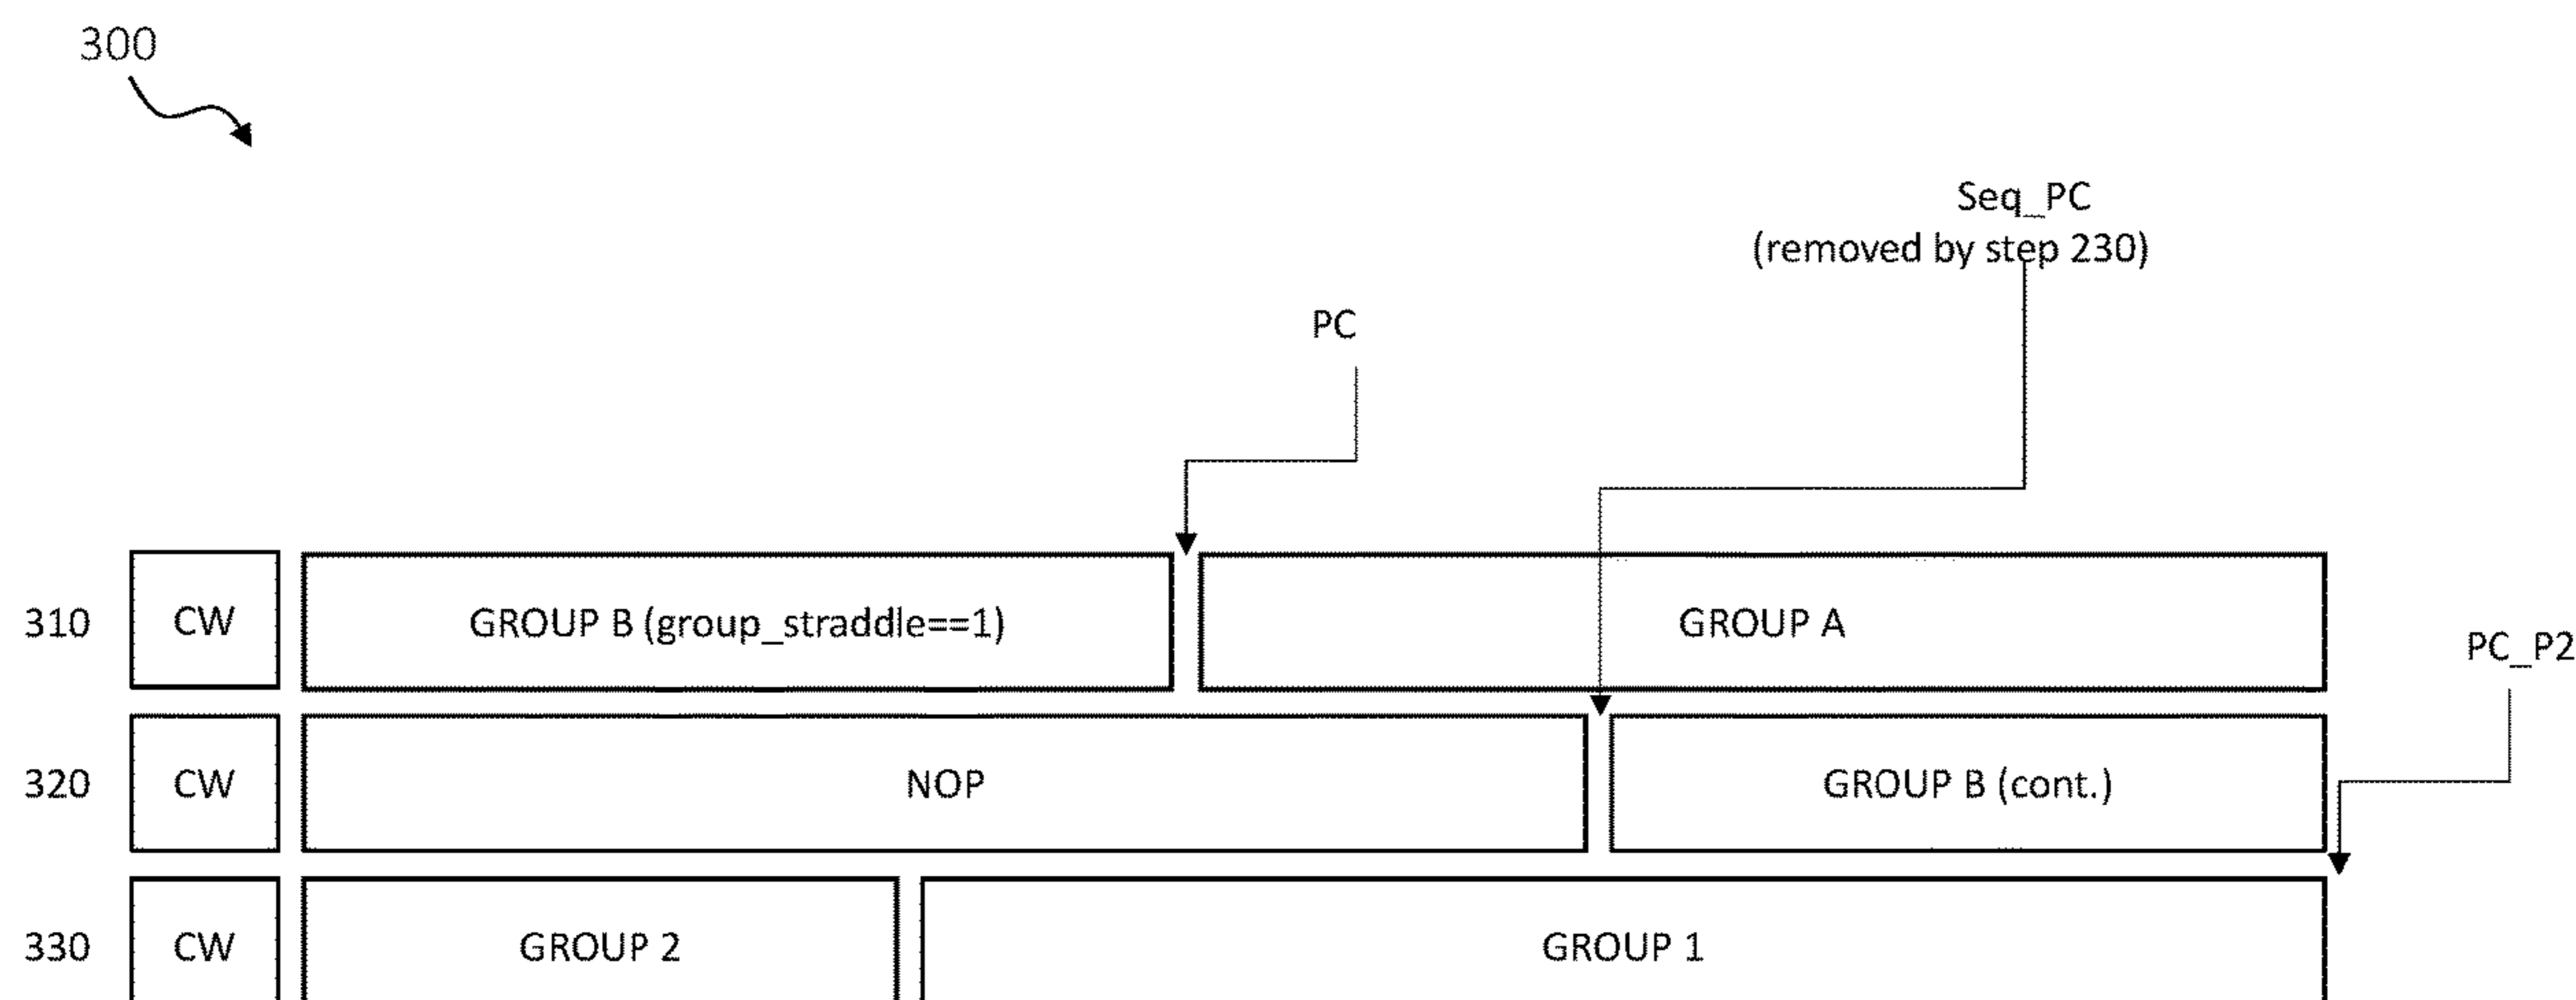 300
Seq_PC
(removed by step 230)
PC
310 CW GROUP B (group_straddle==1) GROUP A
PC_P2
320 CW NOP GROUP B (cont.)
330 CW GROUP 2 GROUP 1